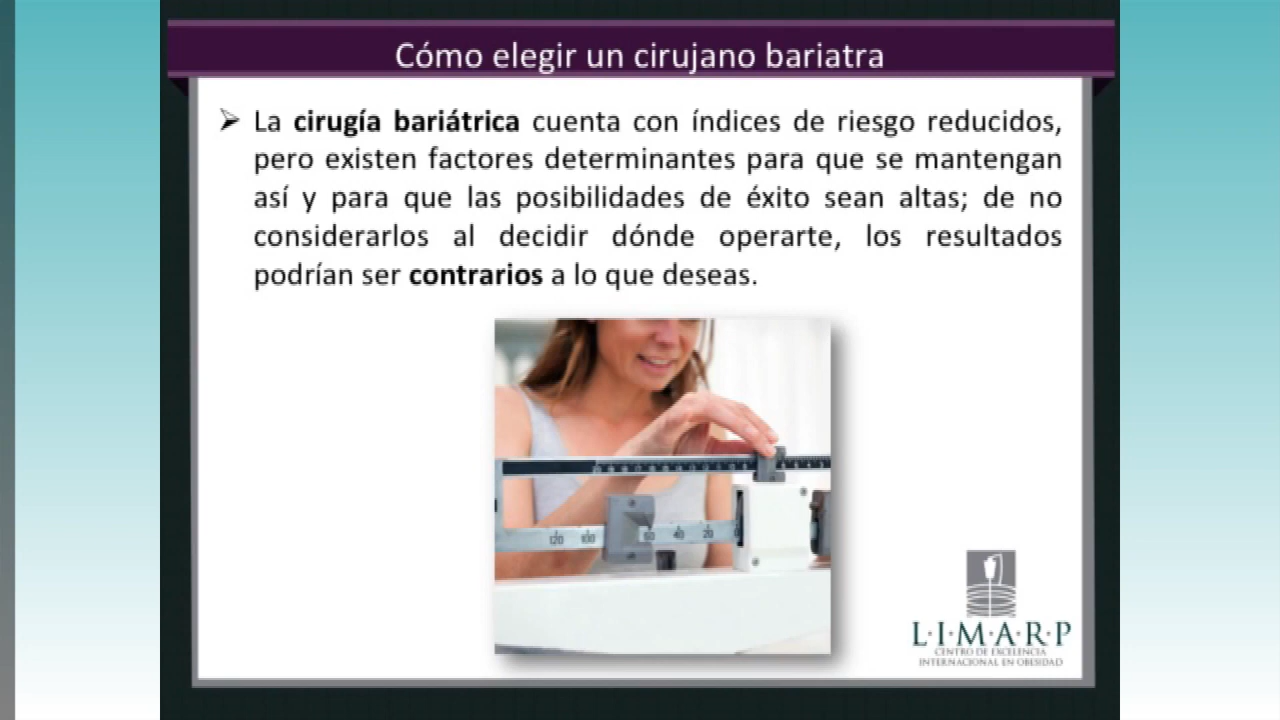 Cómo elegir un cirujano bariatra
La cirugía bariátrica cuenta con índices de riesgo reducidos,
pero existen factores determinantes para que se mantengan
así y para que las posibilidades de éxito sean altas; de no
considerarlos al decidir dónde operarte, los resultados
podrían ser contrarios a lo que deseas.
120 100 40 20
L·I·M·A·R·P
CENTRO DE EXCELENCIA
INTERNACIONAL EN OBESIDAD